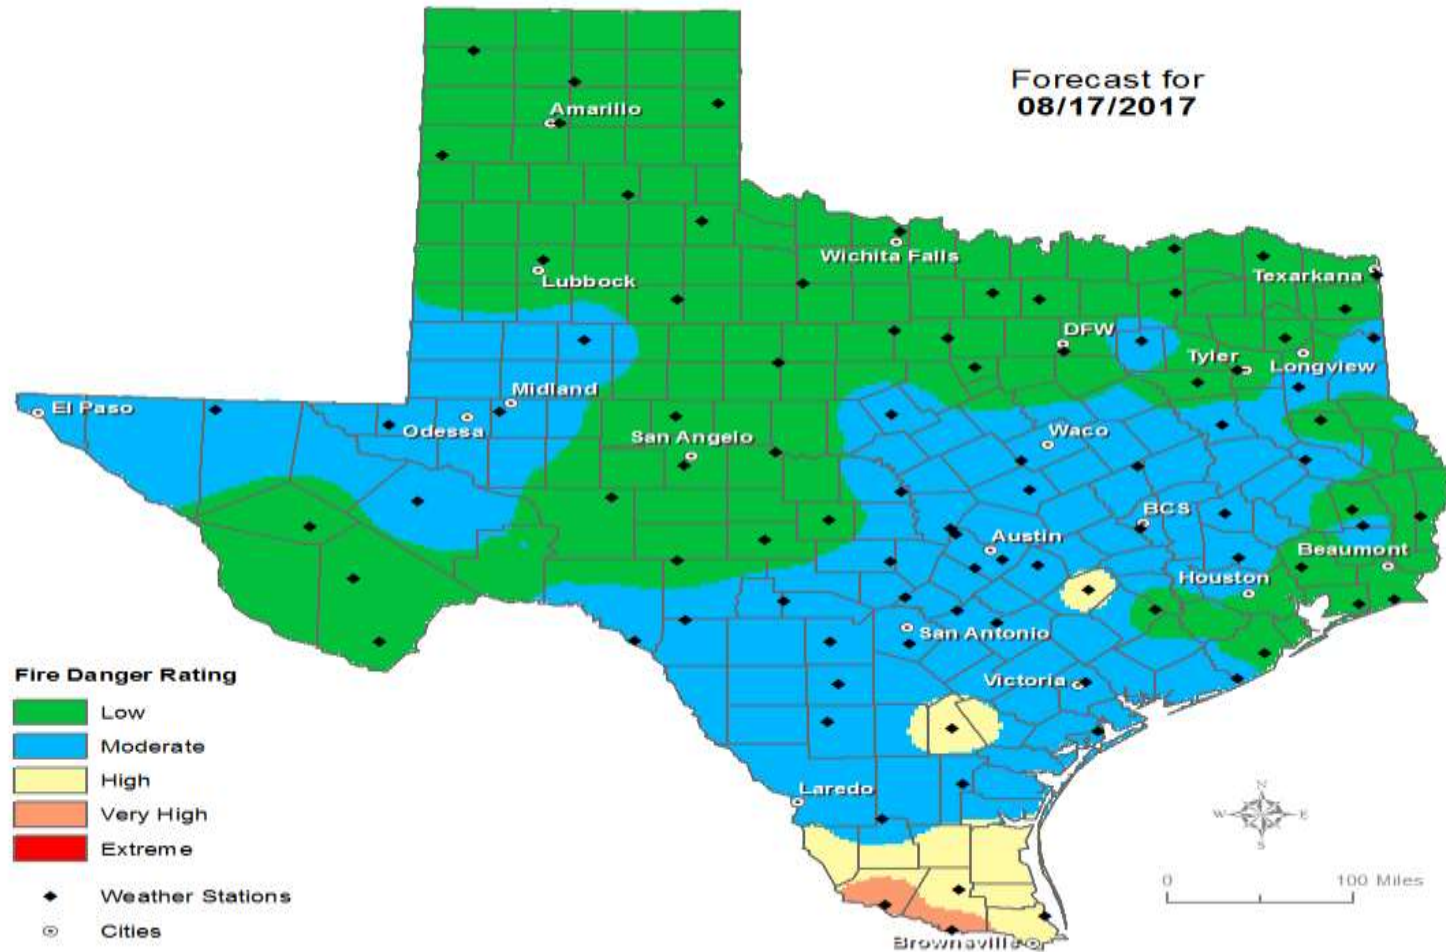 Forecast for
08/17/2017
Amarillo
Wichita Falls
Lubbock
Texarkana
DFW
Tyler
Longview
Midland
El Paso
Odessa
San Angelo
Waco
BCS
Austin
Beaumont
Houston
San Antonio
Victoria
Laredo
Brownsville
Fire Danger Rating
Low
Moderate
High
Very High
Extreme
Weather Stations
Cities
N
W E
S
0 100 Miles